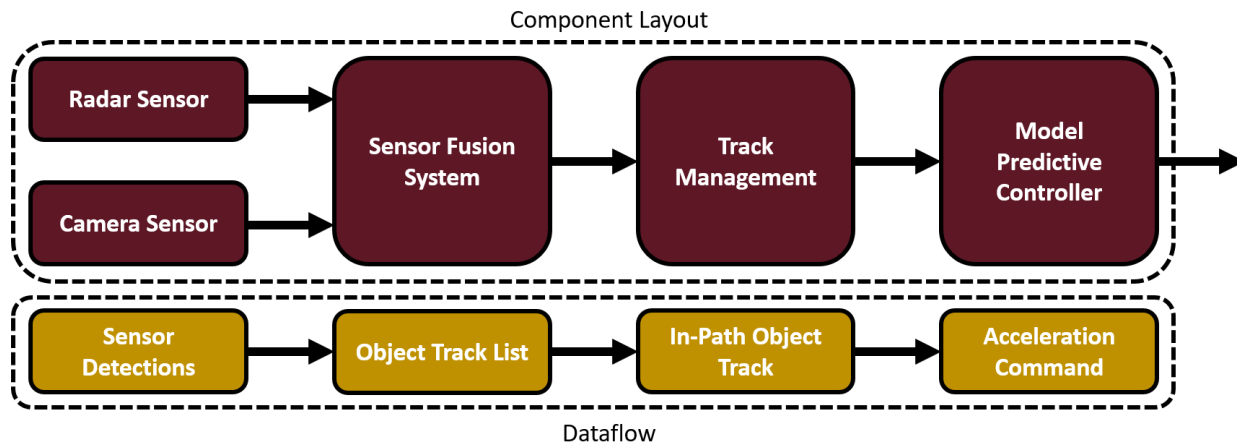 Component Layout
Radar Sensor
Camera Sensor
Sensor Fusion
System
Track
Management
Model
Predictive
Controller
Sensor
Detections
Object Track List
In-Path Object
Track
Acceleration
Command
Dataflow